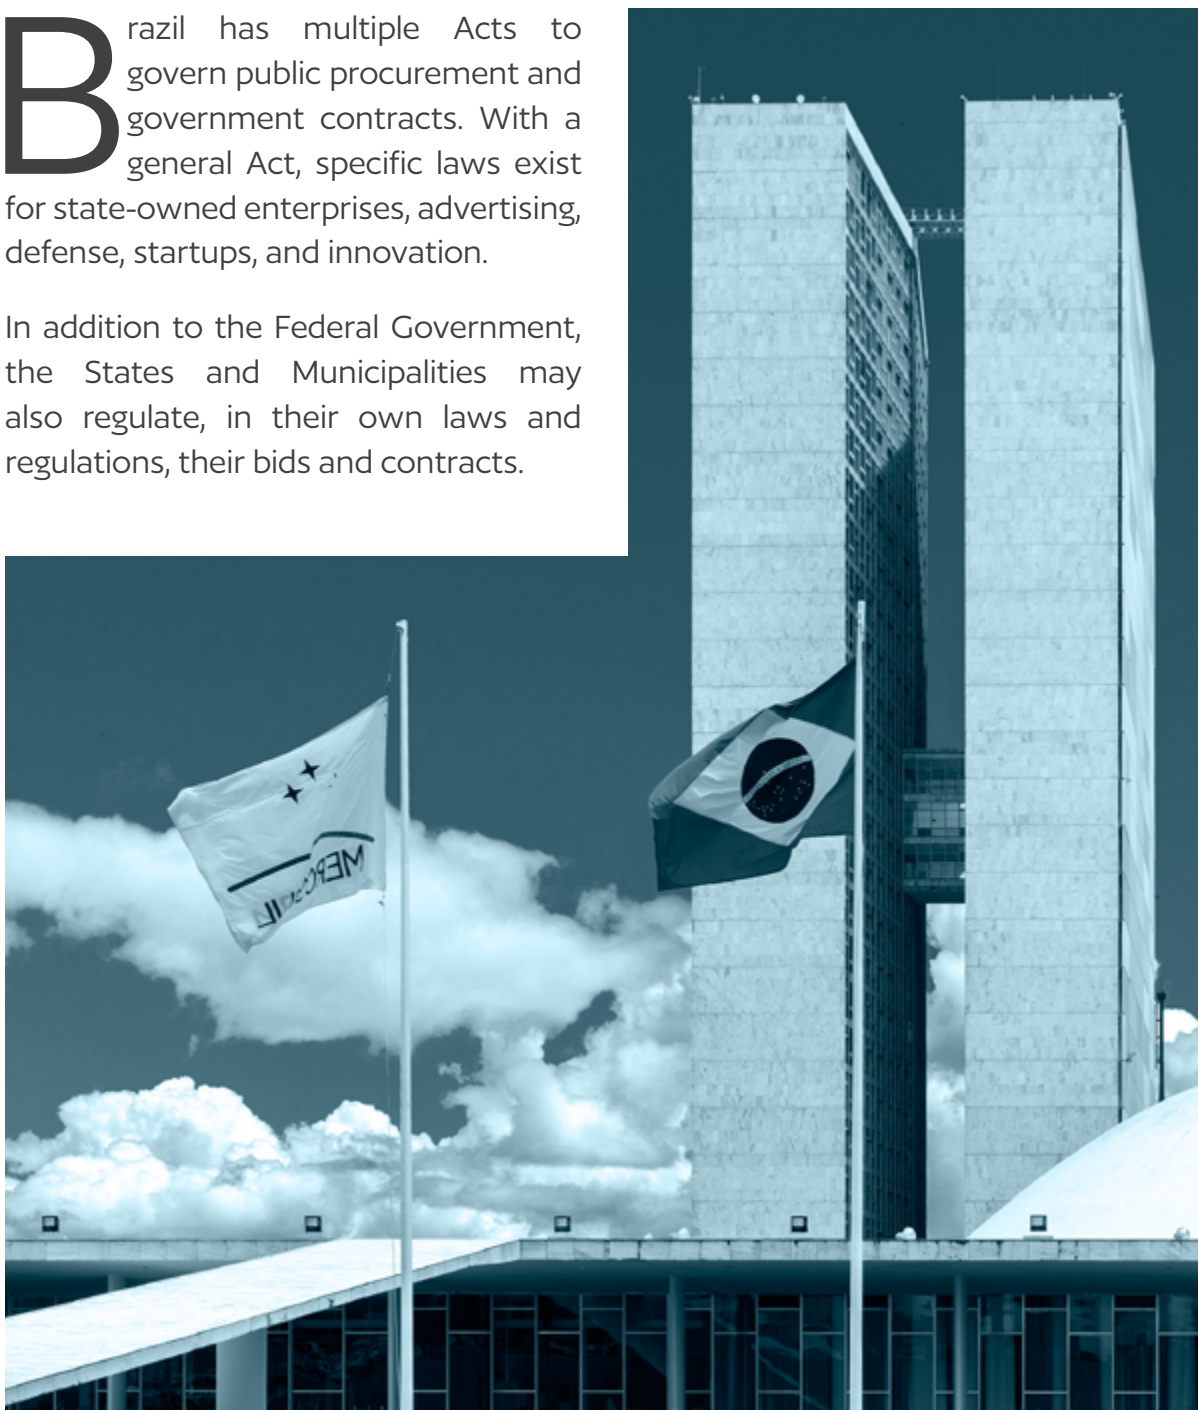 Brazil has multiple Acts to
govern public procurement and
government contracts. With a
general Act, specific laws exist
for state-owned enterprises, advertising,
defense, startups, and innovation.
In addition to the Federal Government,
the States and Municipalities may
also regulate, in their own laws and
regulations, their bids and contracts.
MERCOSUL